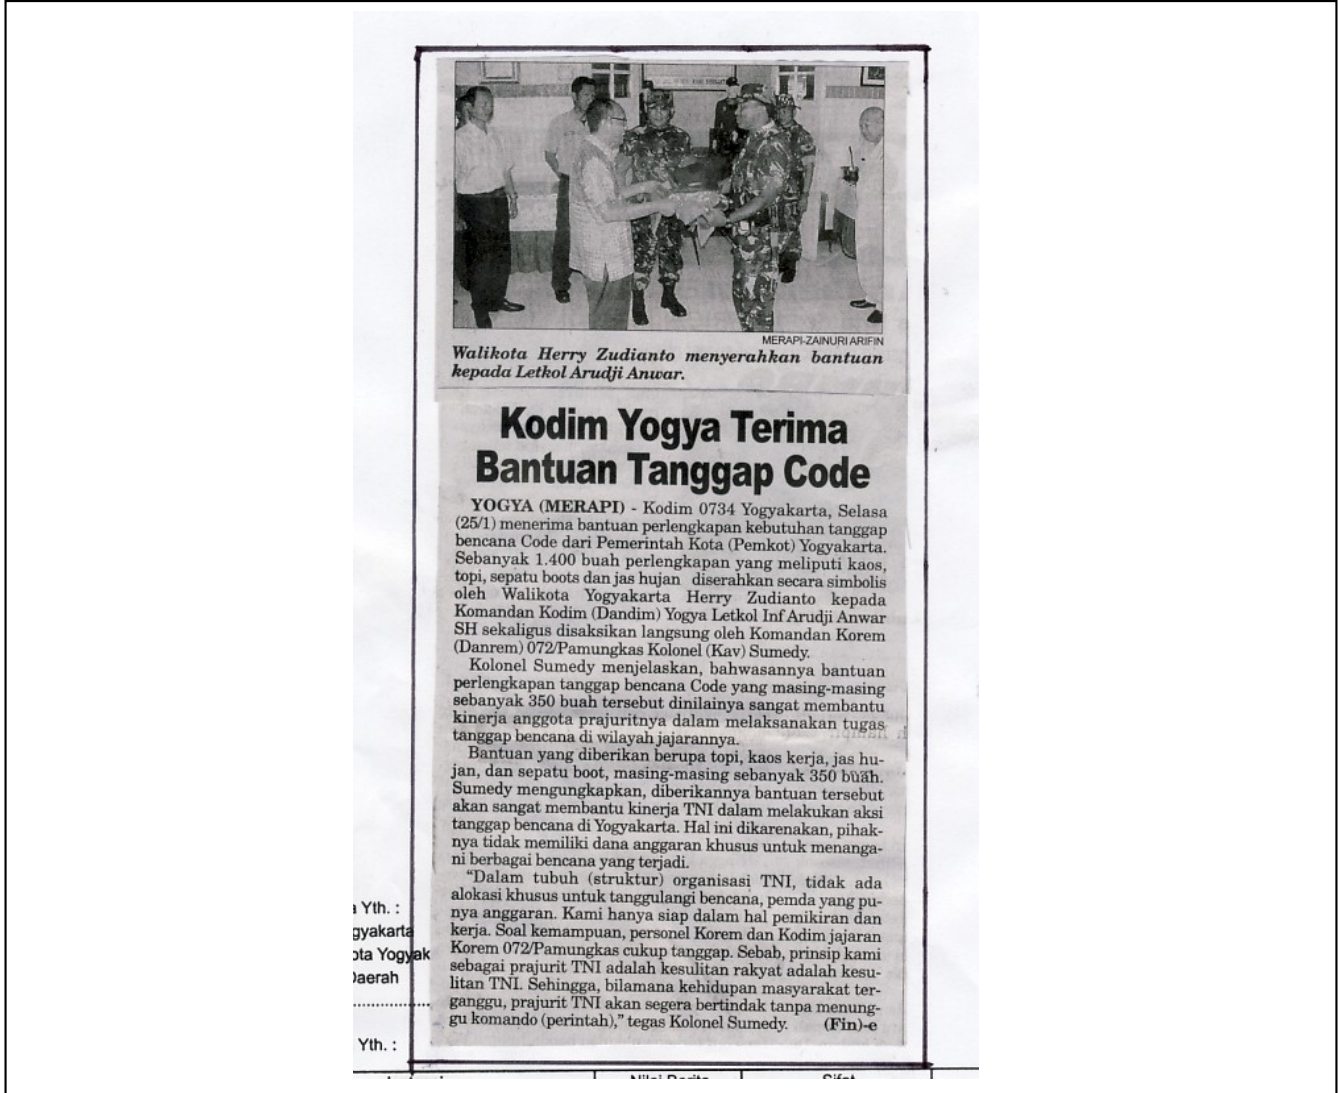 MERAPI-ZAINURI ARIFIN
Walikota Herry Zudianto menyerahkan bantuan
kepada Letkol Arudji Anwar.
Kodim Yogya Terima
Bantuan Tanggap Code
YOGYA (MERAPI) - Kodim 0734 Yogyakarta, Selasa
(25/1) menerima bantuan perlengkapan kebutuhan tanggap
bencana Code dari Pemerintah Kota (Pemkot) Yogyakarta.
Sebanyak 1.400 buah perlengkapan yang meliputi kaos,
topi, sepatu boots dan jas hujan diserahkan secara simbolis
oleh Walikota Yogyakarta Herry Zudianto kepada
Komandan Kodim (Dandim) Yogya Letkol Inf Arudji Anwar
SH sekaligus disaksikan langsung oleh Komandan Korem
(Danrem) 072/Pamungkas Kolonel (Kav) Sumedy.
Kolonel Sumedy menjelaskan, bahwasannya bantuan
perlengkapan tanggap bencana Code yang masing-masing
sebanyak 350 buah tersebut dinilainya sangat membantu
kinerja anggota prajuritnya dalam melaksanakan tugas
tanggap bencana di wilayah jajarannya.
Bantuan yang diberikan berupa topi, kaos kerja, jas hu-
jan, dan sepatu boot, masing-masing sebanyak 350 buah.
Sumedy mengungkapkan, diberikannya bantuan tersebut
akan sangat membantu kinerja TNI dalam melakukan aksi
tanggap bencana di Yogyakarta. Hal ini dikarenakan, pihak-
nya tidak memiliki dana anggaran khusus untuk menanga-
ni berbagai bencana yang terjadi.
"Dalam tubuh (struktur) organisasi TNI, tidak ada
alokasi khusus untuk tanggulangi bencana, pemda yang pu-
nya anggaran. Kami hanya siap dalam hal pemikiran dan
kerja. Soal kemampuan, personel Korem dan Kodim jajaran
Korem 072/Pamungkas cukup tanggap. Sebab, prinsip kami
sebagai prajurit TNI adalah kesulitan rakyat adalah kesu-
litan TNI. Sehingga, bilamana kehidupan masyarakat ter-
ganggu, prajurit TNI akan segera bertindak tanpa menung-
gu komando (perintah)," tegas Kolonel Sumedy. (Fin)-e
a Yth. :
gyakarta
ota Yogyak
Daerah
Yth. :
Nilai Berita
Sifat